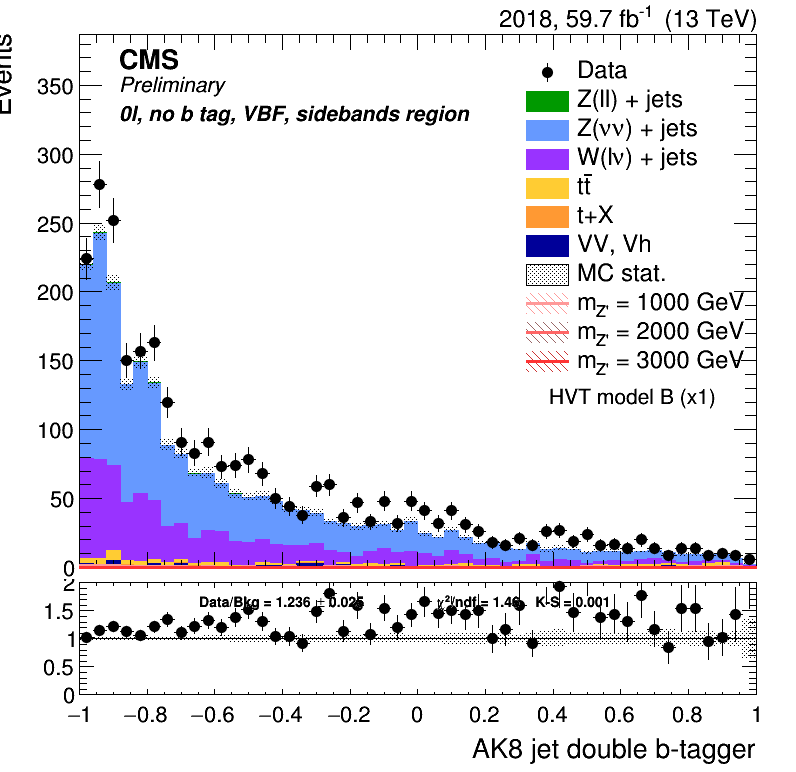 2018, 59.7 fb⁻¹ (13 TeV)
Events
CMS
Preliminary
0l, no b tag, VBF, sidebands region
Data
Z(ll) + jets
Z(νν) + jets
W(lν) + jets
tt̄
t+X
VV, Vh
MC stat.
m_Z' = 1000 GeV
m_Z' = 2000 GeV
m_Z' = 3000 GeV
HVT model B (x1)
350
300
250
200
150
100
50
0
Data/Bkg = 1.236 ± 0.025 χ²/ndf = 1.46 K-S = 0.001
2
1.5
1
0.5
0
−1 −0.8 −0.6 −0.4 −0.2 0 0.2 0.4 0.6 0.8 1
AK8 jet double b-tagger